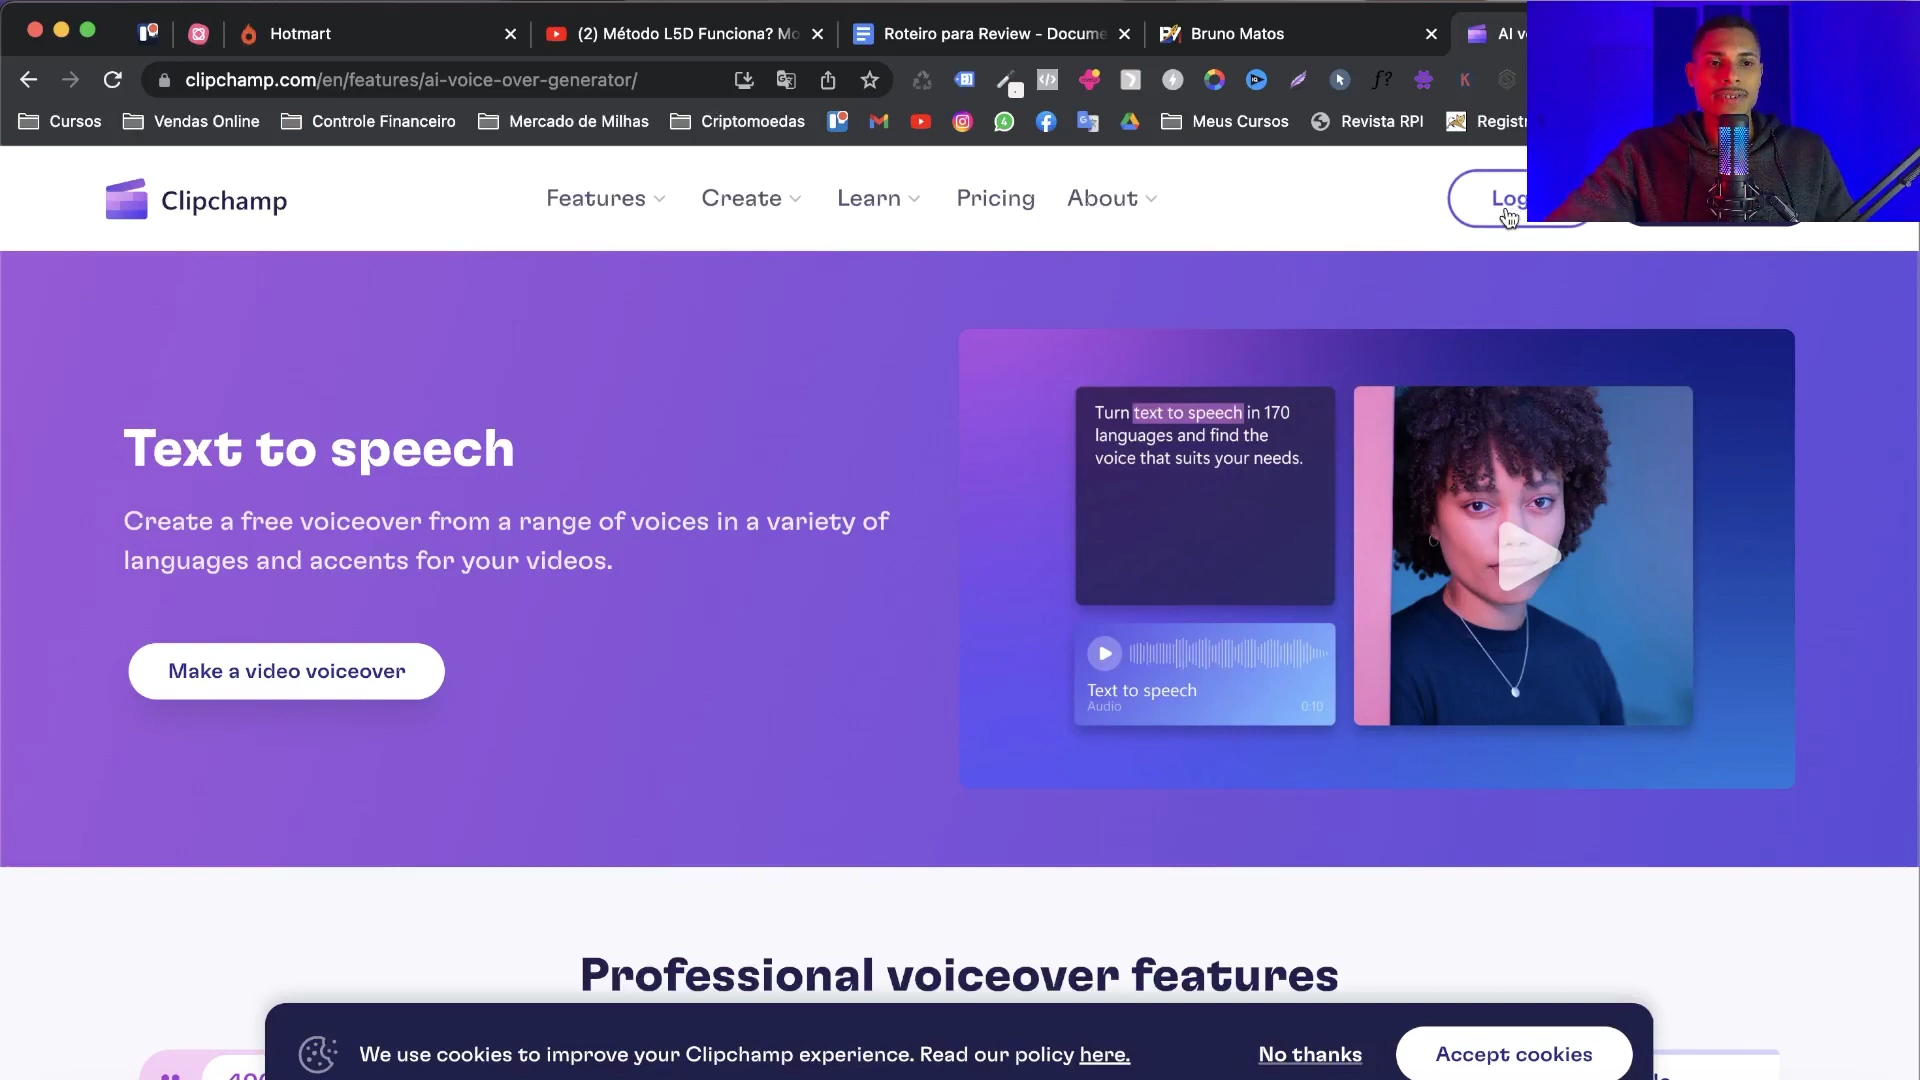 Hotmart
(2) Método L5D Funciona? Mo
Roteiro para Review - Docume
Bruno Matos
AI v
clipchamp.com/en/features/ai-voice-over-generator/
Cursos
Vendas Online
Controle Financeiro
Mercado de Milhas
Criptomoedas
Meus Cursos
Revista RPI
Registr
Clipchamp
Features
Create
Learn
Pricing
About
Log
Text to speech
Create a free voiceover from a range of voices in a variety of
languages and accents for your videos.
Make a video voiceover
Turn text to speech in 170
languages and find the
voice that suits your needs.
Text to speech
Audio
0:10
Professional voiceover features
We use cookies to improve your Clipchamp experience. Read our policy here.
No thanks
Accept cookies